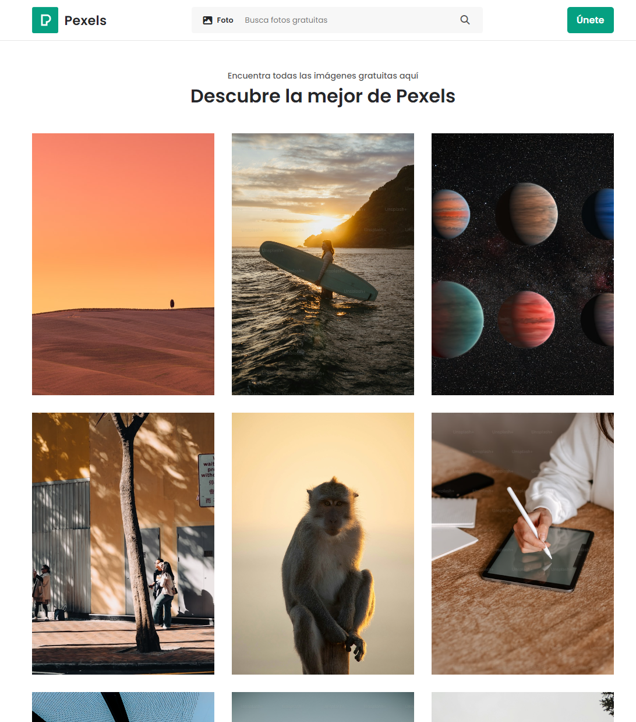 Pexels
Foto
Busca fotos gratuitas
Únete
Encuentra todas las imágenes gratuitas aquí
Descubre la mejor de Pexels